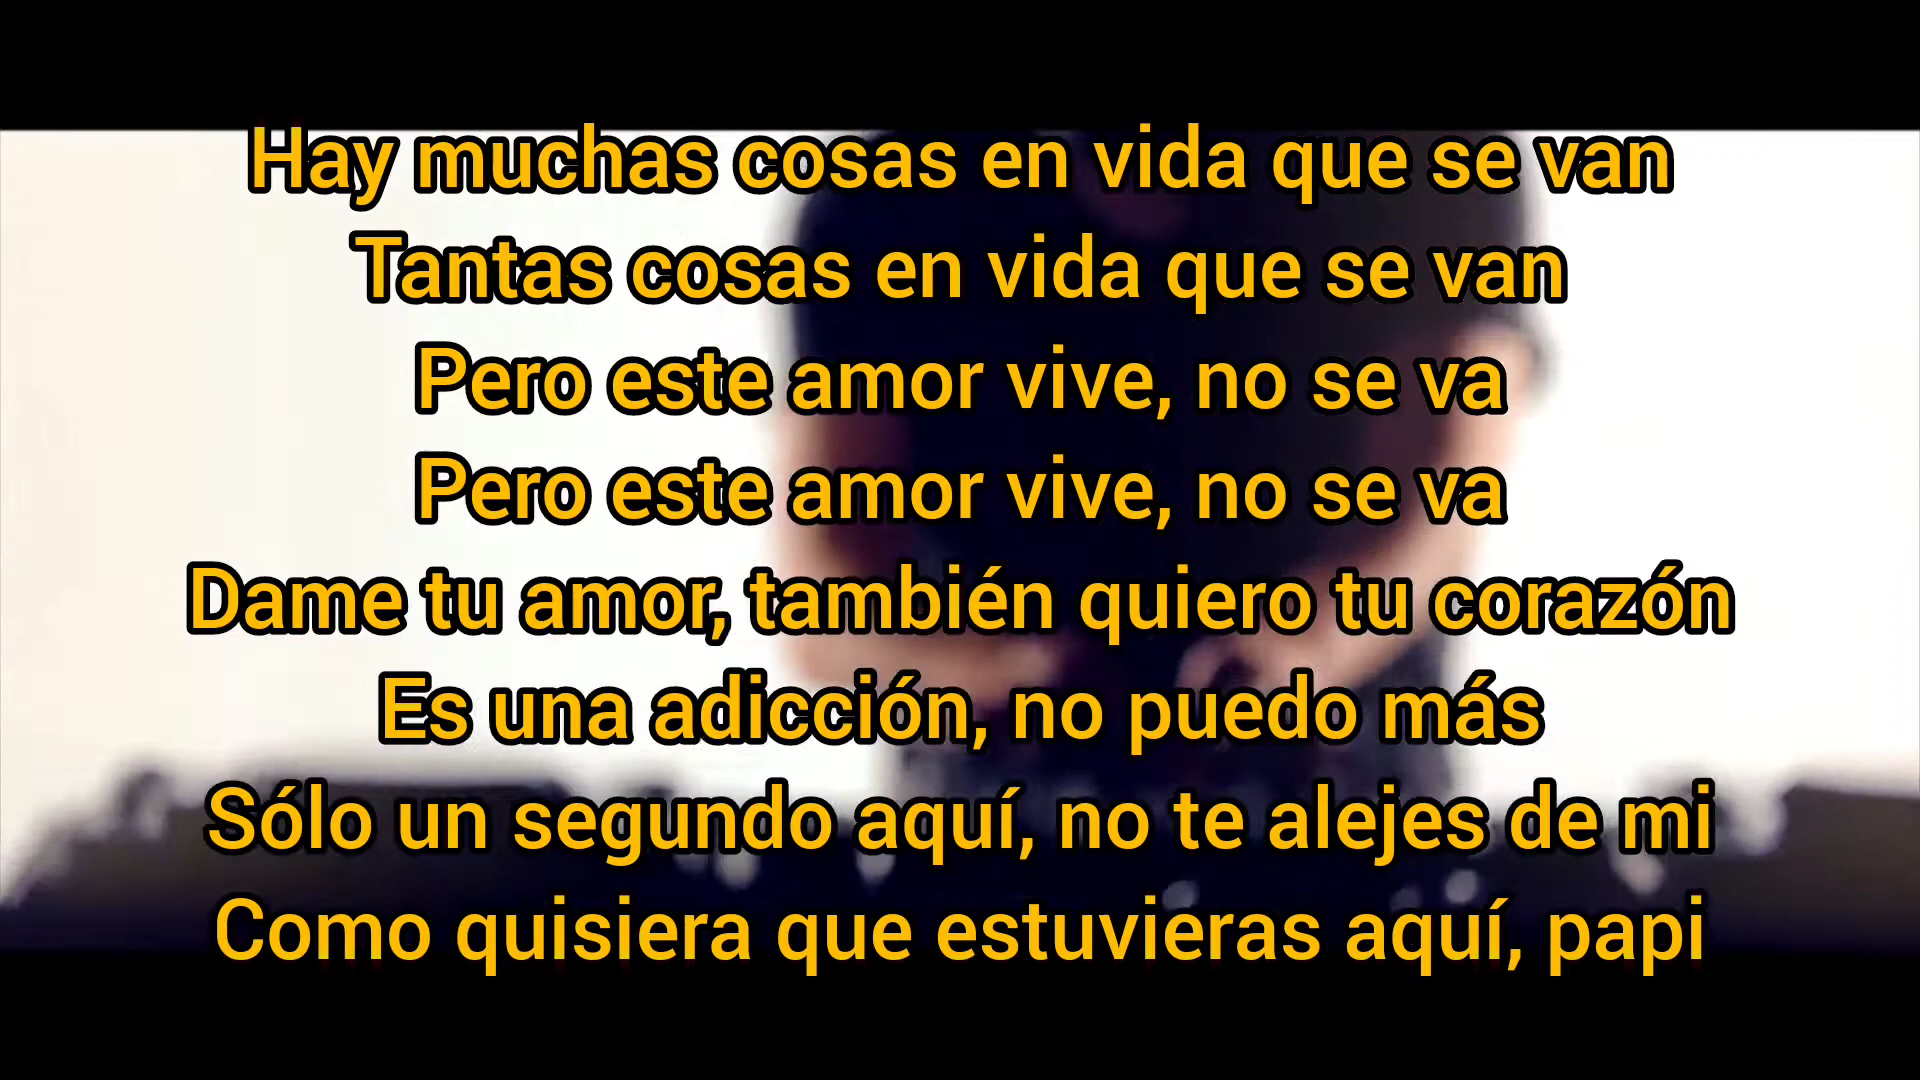 Hay muchas cosas en vida que se van
Tantas cosas en vida que se van
Pero este amor vive, no se va
Pero este amor vive, no se va
Dame tu amor, también quiero tu corazón
Es una adicción, no puedo más
Sólo un segundo aquí, no te alejes de mi
Como quisiera que estuvieras aquí, papi